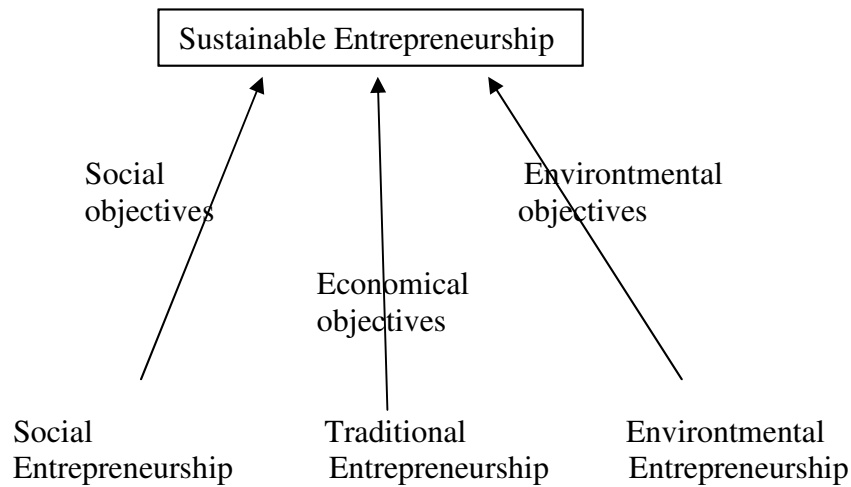 Sustainable Entrepreneurship
Social
objectives
Environtmental
objectives
Economical
objectives
Social
Entrepreneurship
Traditional
Entrepreneurship
Environtmental
Entrepreneurship